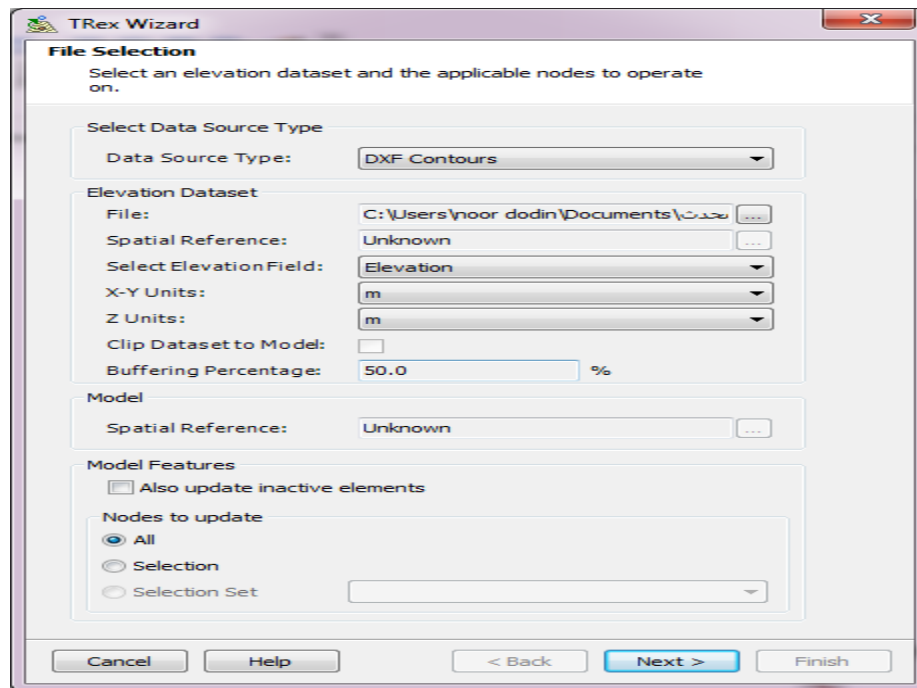 TRex Wizard
File Selection
Select an elevation dataset and the applicable nodes to operate
on.
Select Data Source Type
Data Source Type: DXF Contours
Elevation Dataset
File: C:\Users\noor dodin\Documents\ ...
Spatial Reference: Unknown ...
Select Elevation Field: Elevation
X-Y Units: m
Z Units: m
Clip Dataset to Model:
Buffering Percentage: 50.0 %
Model
Spatial Reference: Unknown ...
Model Features
Also update inactive elements
Nodes to update
All
Selection
Selection Set
Cancel Help < Back Next > Finish